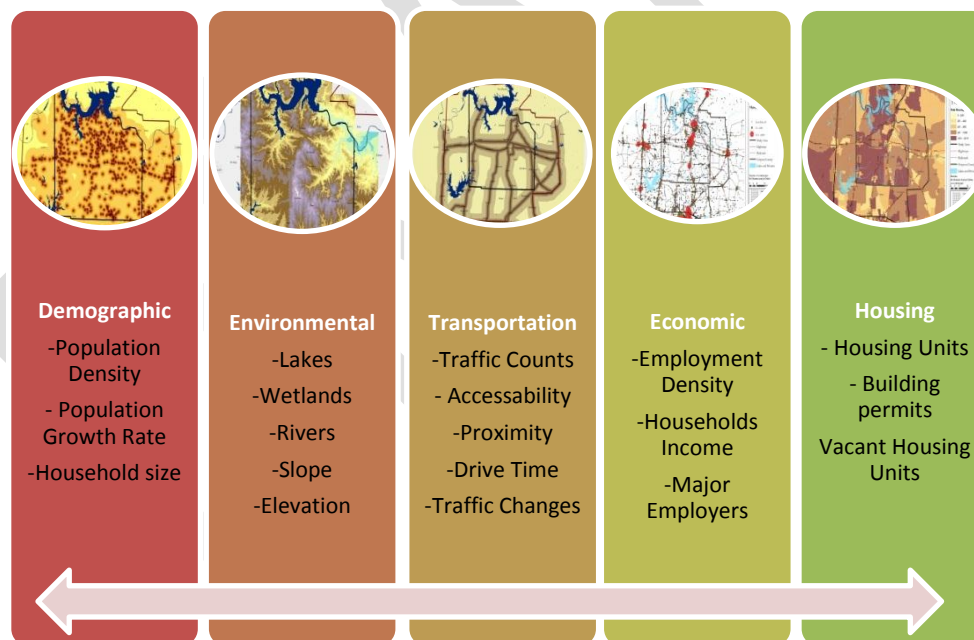 Demographic
-Population
Density
- Population
Growth Rate
-Household size
Environmental
-Lakes
-Wetlands
-Rivers
-Slope
-Elevation
Transportation
-Traffic Counts
- Accessability
-Proximity
-Drive Time
-Traffic Changes
Economic
-Employment
Density
-Households
Income
-Major
Employers
Housing
- Housing Units
- Building
permits
Vacant Housing
Units